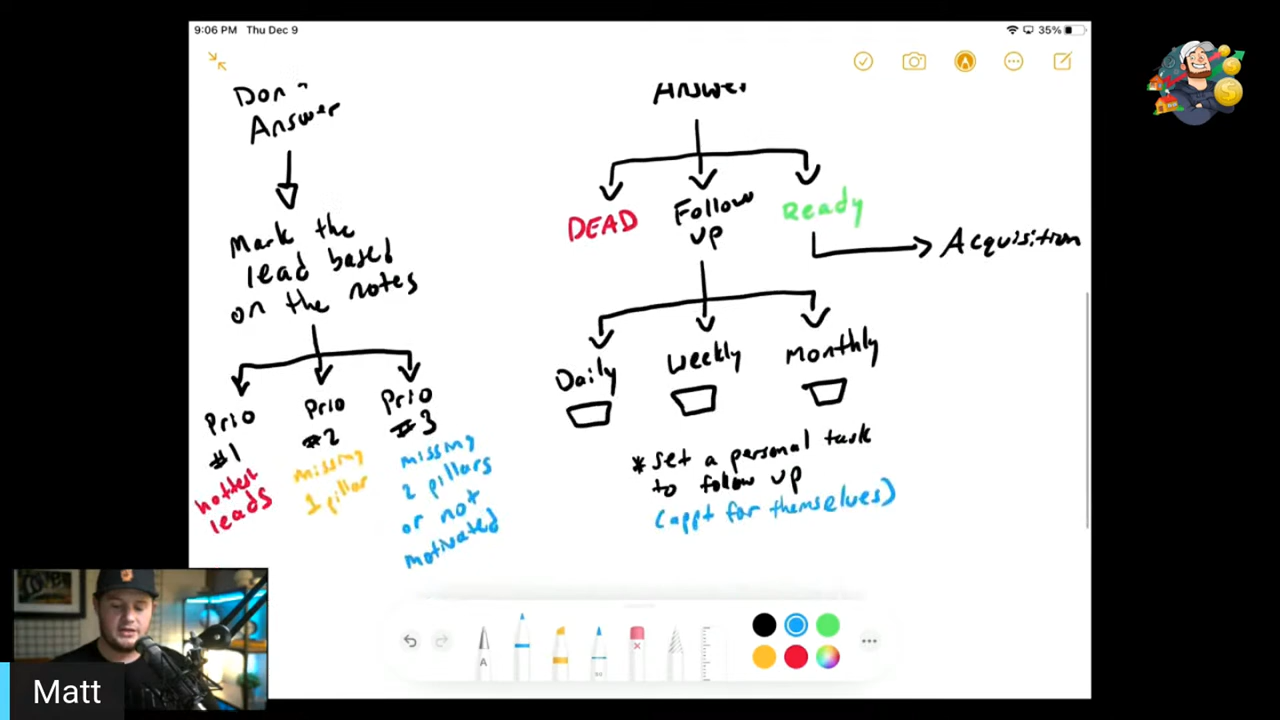 9:06 PM Thu Dec 9
35%
Don't
Answer
Mark the
lead based
on the notes
Prio
#1
hottest
leads
Prio
#2
missing
1 pillar
Prio
#3
missing
2 pillars
or not
motivated
Answer
DEAD
Follow
up
Ready
Acquisition
Daily
Weekly
Monthly
*set a personal task
to follow up
(appt for themselves)
A
Matt